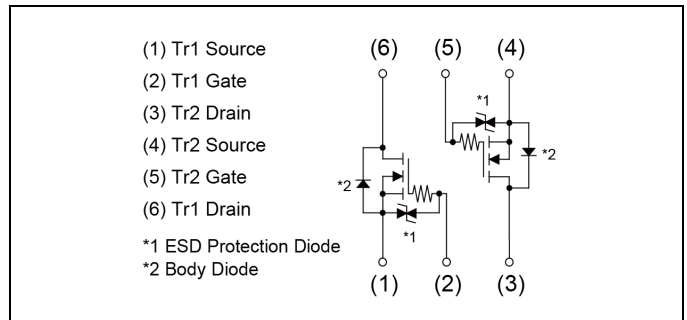 (1) Tr1 Source
(2) Tr1 Gate
(3) Tr2 Drain
(4) Tr2 Source
(5) Tr2 Gate
(6) Tr1 Drain
*1 ESD Protection Diode
*2 Body Diode
(6) (5) (4)
*1
*2
*2
*1
(1) (2) (3)